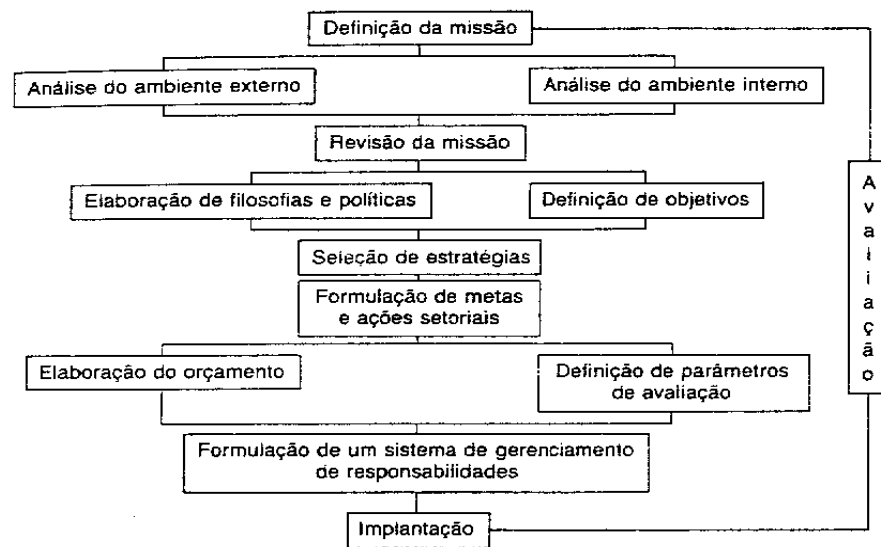 Definição da missão
Análise do ambiente externo
Análise do ambiente interno
Revisão da missão
Elaboração de filosofias e políticas
Definição de objetivos
Seleção de estratégias
Formulação de metas
e ações setoriais
Elaboração do orçamento
Definição de parâmetros
de avaliação
Formulação de um sistema de gerenciamento
de responsabilidades
Implantação
Avaliação